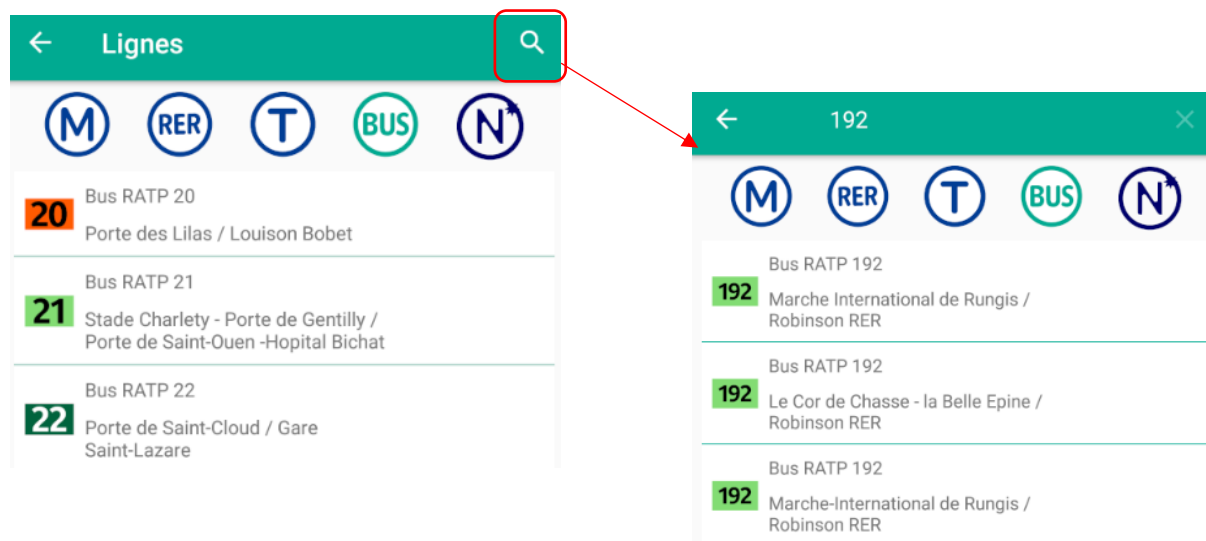 Lignes
M RER T BUS N
20
Bus RATP 20
Porte des Lilas / Louison Bobet
21
Bus RATP 21
Stade Charlety - Porte de Gentilly /
Porte de Saint-Ouen -Hopital Bichat
22
Bus RATP 22
Porte de Saint-Cloud / Gare
Saint-Lazare
192
M RER T BUS N
192
Bus RATP 192
Marche International de Rungis /
Robinson RER
192
Bus RATP 192
Le Cor de Chasse - la Belle Epine /
Robinson RER
192
Bus RATP 192
Marche-International de Rungis /
Robinson RER